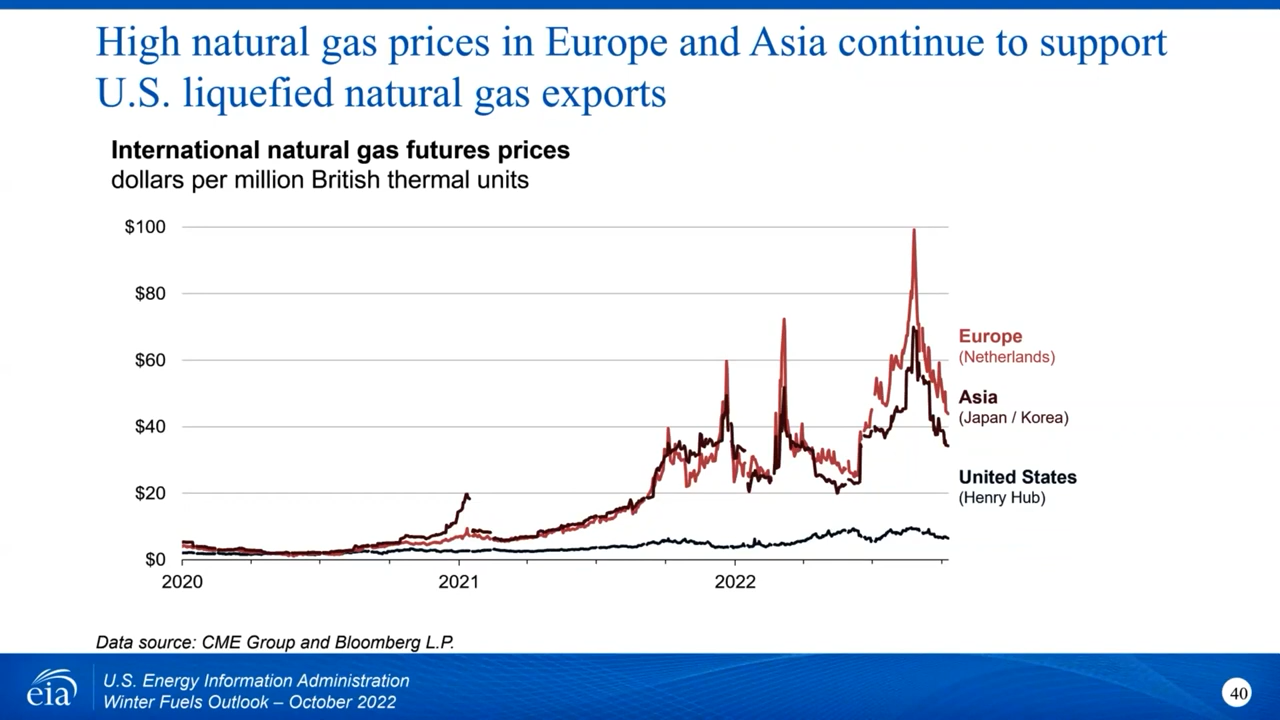 High natural gas prices in Europe and Asia continue to support
U.S. liquefied natural gas exports
International natural gas futures prices
dollars per million British thermal units
$100
$80
$60
$40
$20
$0
2020
2021
2022
Europe
(Netherlands)
Asia
(Japan / Korea)
United States
(Henry Hub)
Data source: CME Group and Bloomberg L.P.
eia
U.S. Energy Information Administration
Winter Fuels Outlook – October 2022
40